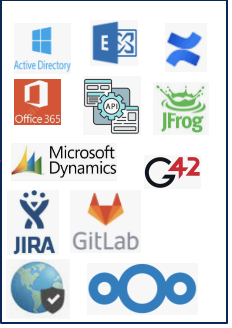 E
Active Directory
Office 365
API
JFrog
Microsoft
Dynamics
G42
JIRA
GitLab